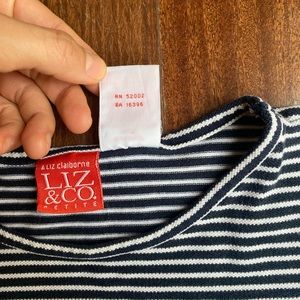 RN 52002
CA 16396
A LIZ claiborne
LIZ
&CO.
PETITE